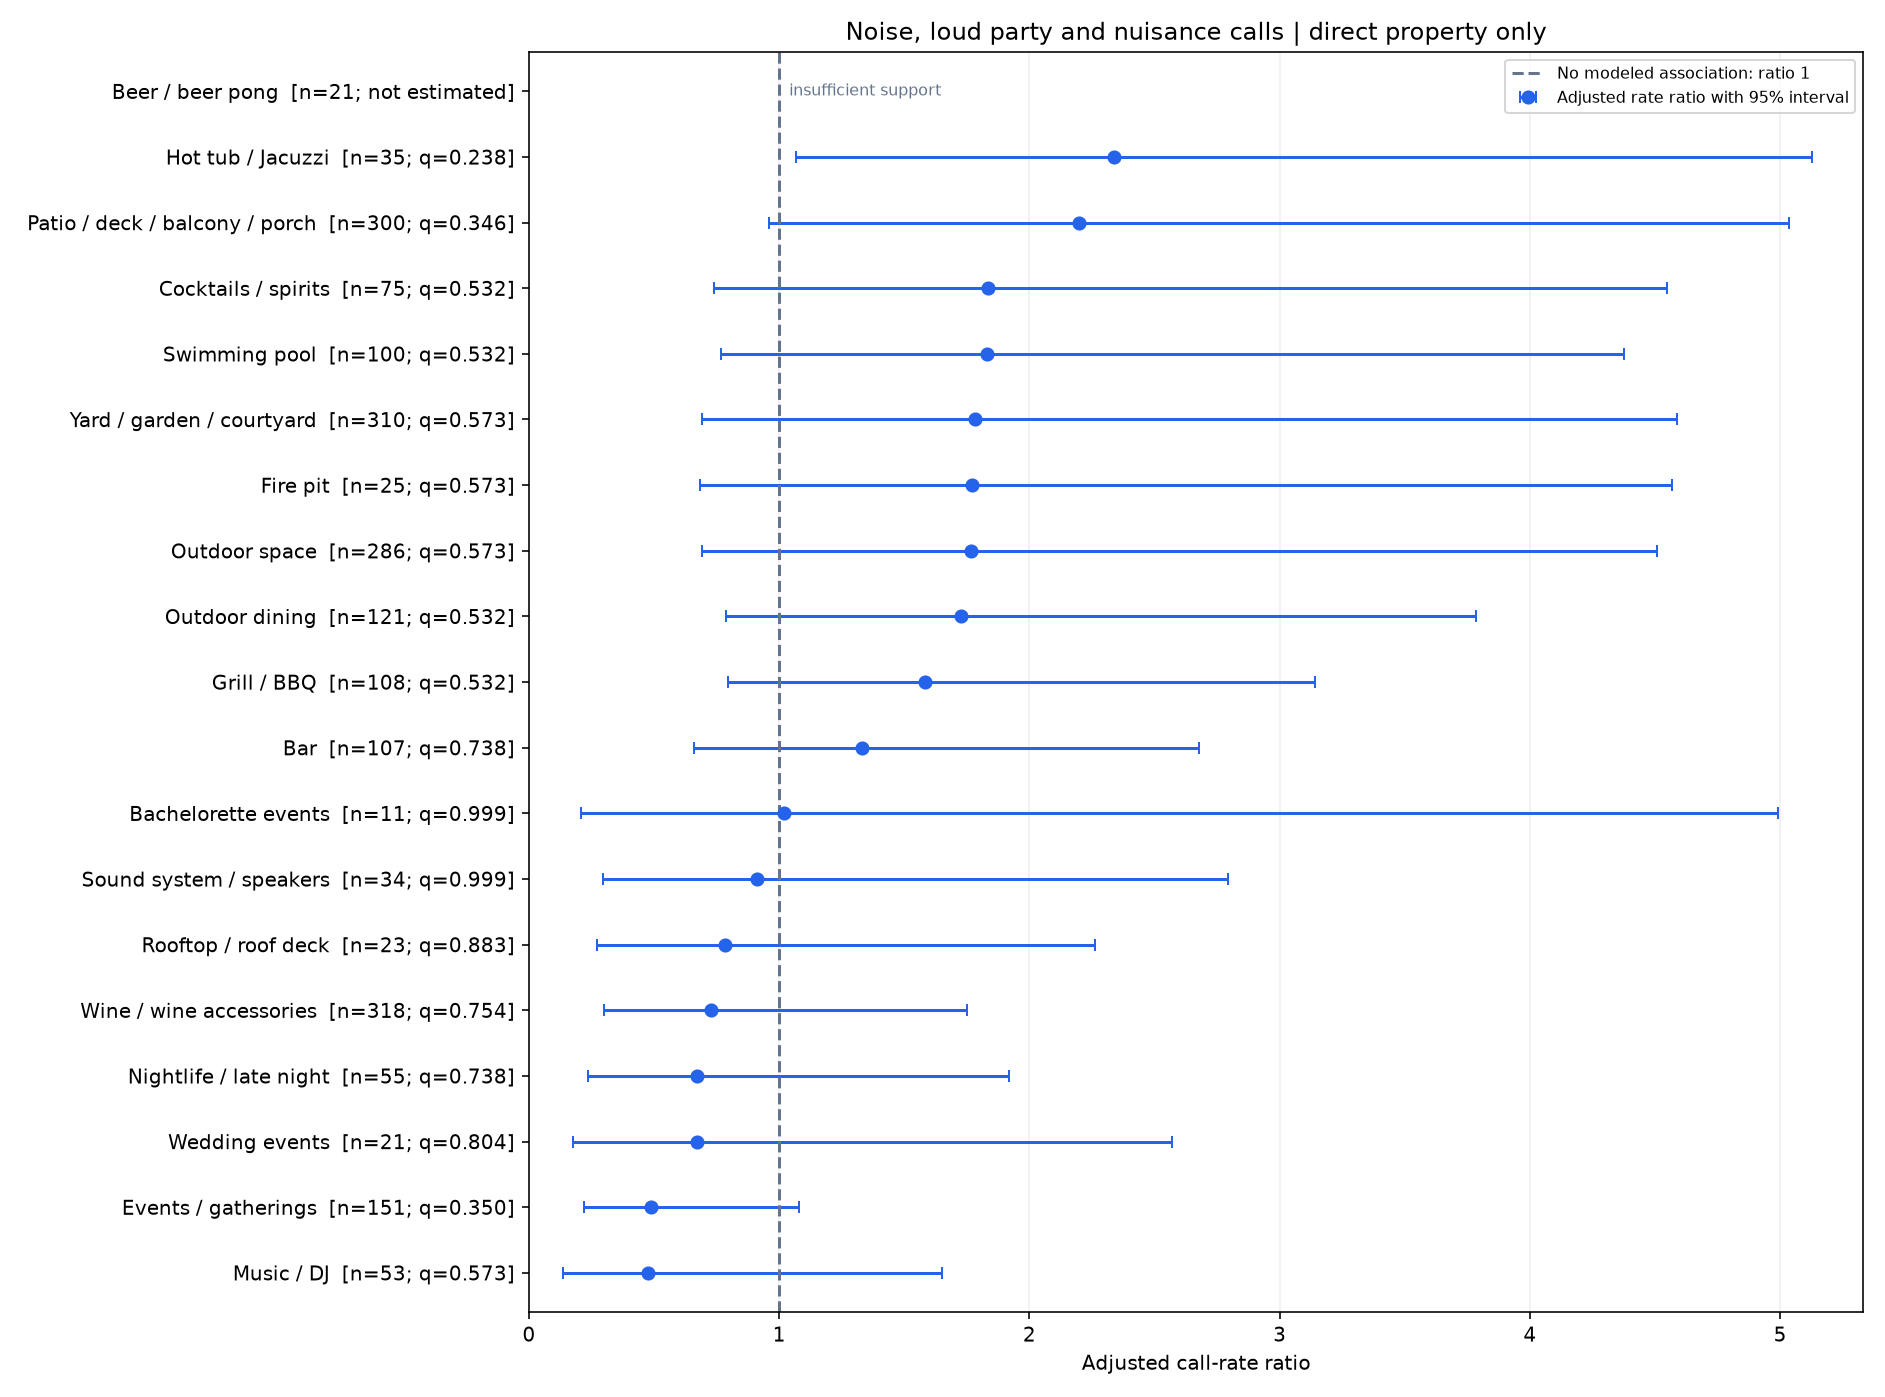 Noise, loud party and nuisance calls | direct property only
No modeled association: ratio 1
Adjusted rate ratio with 95% interval
Beer / beer pong [n=21; not estimated]
insufficient support
Hot tub / Jacuzzi [n=35; q=0.238]
Patio / deck / balcony / porch [n=300; q=0.346]
Cocktails / spirits [n=75; q=0.532]
Swimming pool [n=100; q=0.532]
Yard / garden / courtyard [n=310; q=0.573]
Fire pit [n=25; q=0.573]
Outdoor space [n=286; q=0.573]
Outdoor dining [n=121; q=0.532]
Grill / BBQ [n=108; q=0.532]
Bar [n=107; q=0.738]
Bachelorette events [n=11; q=0.999]
Sound system / speakers [n=34; q=0.999]
Rooftop / roof deck [n=23; q=0.883]
Wine / wine accessories [n=318; q=0.754]
Nightlife / late night [n=55; q=0.738]
Wedding events [n=21; q=0.804]
Events / gatherings [n=151; q=0.350]
Music / DJ [n=53; q=0.573]
0 1 2 3 4 5
Adjusted call-rate ratio